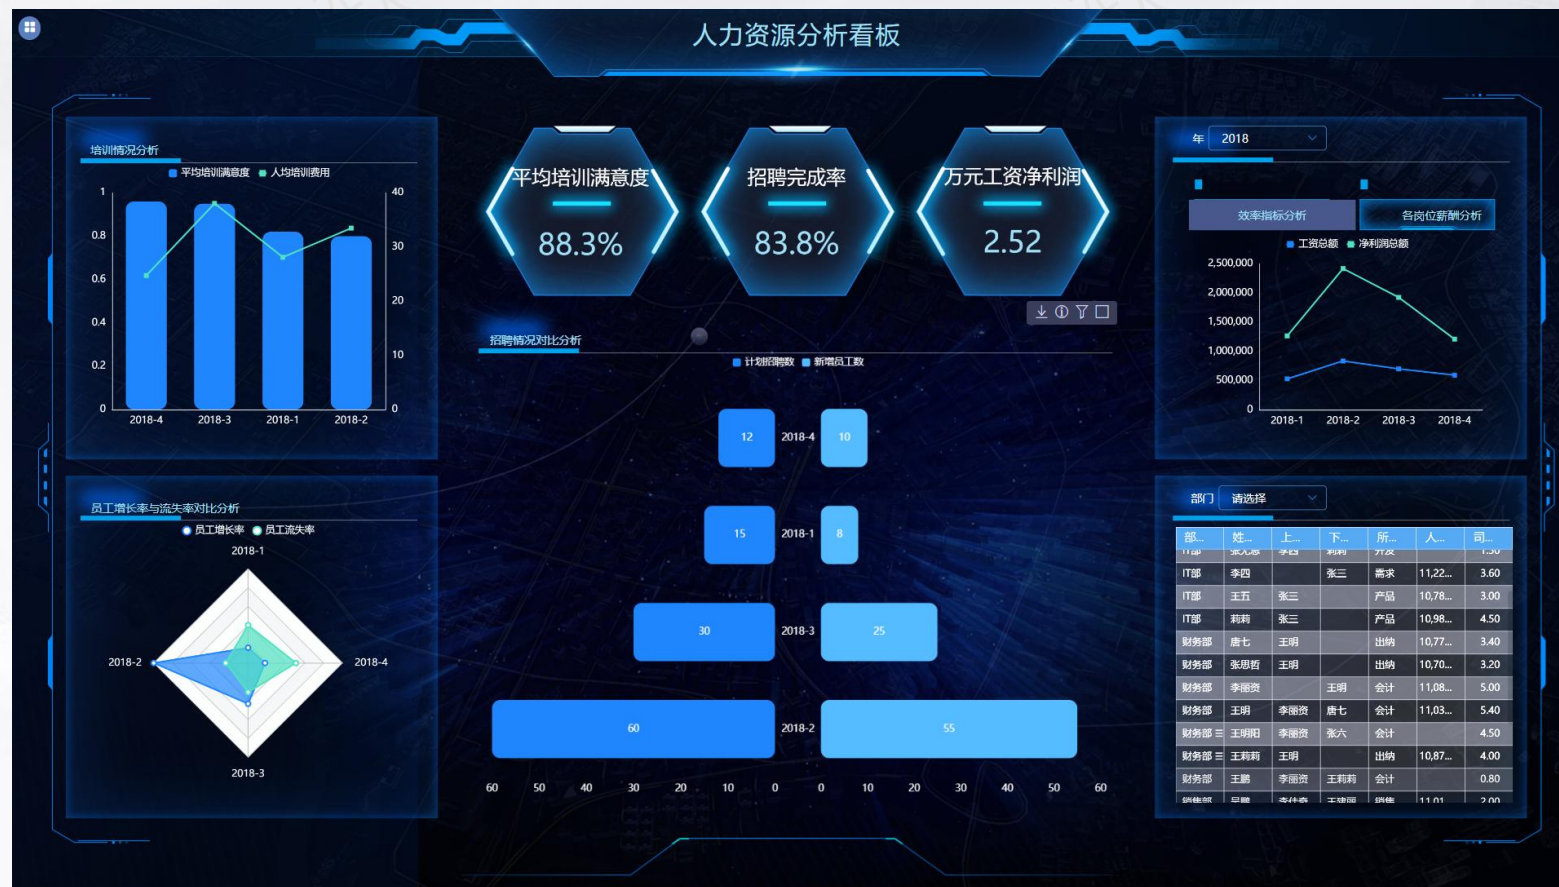 人力资源分析看板
培训情况分析
平均培训满意度 人均培训费用
1 40
0.8 30
0.6
20
0.4
0.2 10
0 0
2018-4 2018-3 2018-1 2018-2
员工增长率与流失率对比分析
员工增长率 员工流失率
2018-1
2018-2 2018-4
2018-3
平均培训满意度
88.3%
招聘完成率
83.8%
万元工资净利润
2.52
招聘情况对比分析
计划招聘数 新增员工数
12 2018-4 10
15 2018-1 8
30 2018-3 25
60 2018-2 55
60 50 40 30 20 10 0 0 10 20 30 40 50 60
年 2018
效率指标分析 各岗位薪酬分析
工资总额 净利润总额
2,500,000
2,000,000
1,500,000
1,000,000
500,000
0
2018-1 2018-2 2018-3 2018-4
部门 请选择
部... 姓... 上... 下... 所... 人... 司...
IT部 李四 张三 需求 11,22... 3.60
IT部 王五 张三 产品 10,78... 3.00
IT部 莉莉 张三 产品 10,98... 4.50
财务部 唐七 王明 出纳 10,77... 3.40
财务部 张思哲 王明 出纳 10,70... 3.20
财务部 李丽资 王明 会计 11,08... 5.00
财务部 王明 李丽资 唐七 会计 11,03... 5.40
财务部 王明阳 李丽资 张六 会计 4.50
财务部 王莉莉 王明 出纳 10,87... 4.00
财务部 王鹏 李丽资 王莉莉 会计 0.80